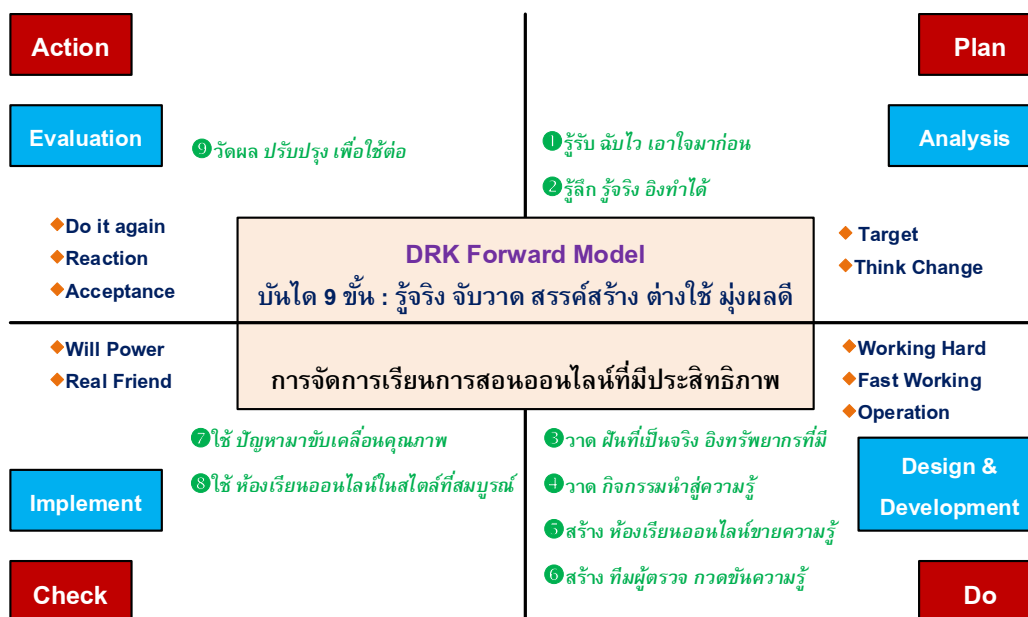 Action
Plan
Evaluation
Analysis
❾วัดผล ปรับปรุง เพื่อใช้ต่อ
❶รู้รับ ฉับไว เอาใจมาก่อน
❷รู้ลึก รู้จริง อิงทำได้
◆Do it again
◆Reaction
◆Acceptance
DRK Forward Model
บันได 9 ขั้น : รู้จริง จับวาด สรรค์สร้าง ต่างใช้ มุ่งผลดี
◆ Target
◆Think Change
◆Will Power
◆Real Friend
การจัดการเรียนการสอนออนไลน์ที่มีประสิทธิภาพ
◆Working Hard
◆Fast Working
◆Operation
❼ใช้ ปัญหามาขับเคลื่อนคุณภาพ
❽ใช้ ห้องเรียนออนไลน์ในสไตล์ที่สมบูรณ์
❸วาด ฝันที่เป็นจริง อิงทรัพยากรที่มี
❹วาด กิจกรรมนำสู่ความรู้
❺สร้าง ห้องเรียนออนไลน์ขายความรู้
❻สร้าง ทีมผู้ตรวจ กวดขันความรู้
Implement
Design &
Development
Check
Do